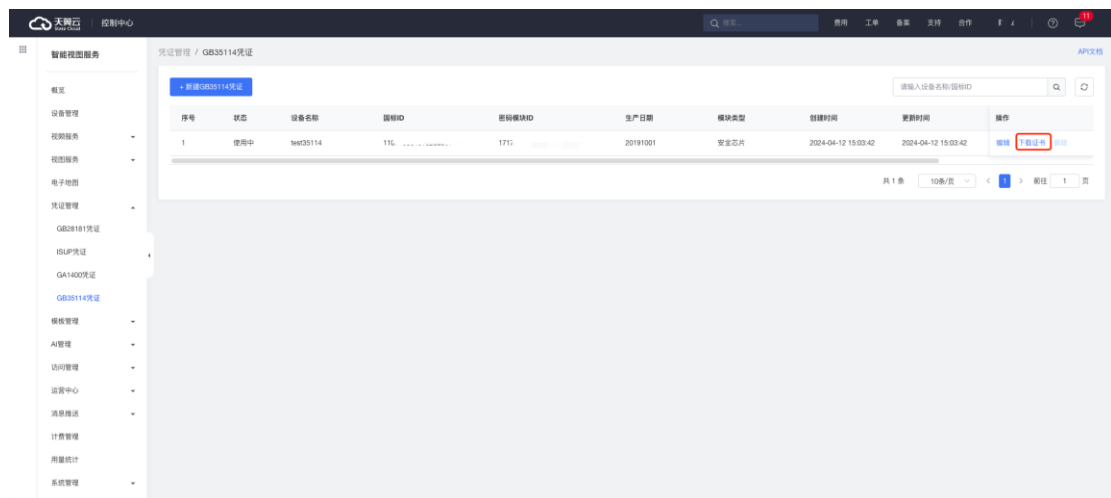 天翼云 控制中心 搜索... 费用 工单 备案 支持 合作 11
State Cloud
智能视图服务 凭证管理 / GB35114凭证 API文档
+ 新建GB35114凭证 请输入设备名称/国标ID
概览
设备管理 序号 状态 设备名称 国标ID 密码模块ID 生产日期 模块类型 创建时间 更新时间 操作
视频服务 1 使用中 test35114 110 1712 20191001 安全芯片 2024-04-12 15:03:42 2024-04-12 15:03:42 编辑 下载证书 删除
视图服务
电子地图 共 1 条 10条/页 < 1 > 前往 1 页
凭证管理
GB28181凭证
ISUP凭证
GA1400凭证
GB35114凭证
模板管理
AI管理
访问管理
运营中心
消息推送
计费管理
用量统计
系统管理